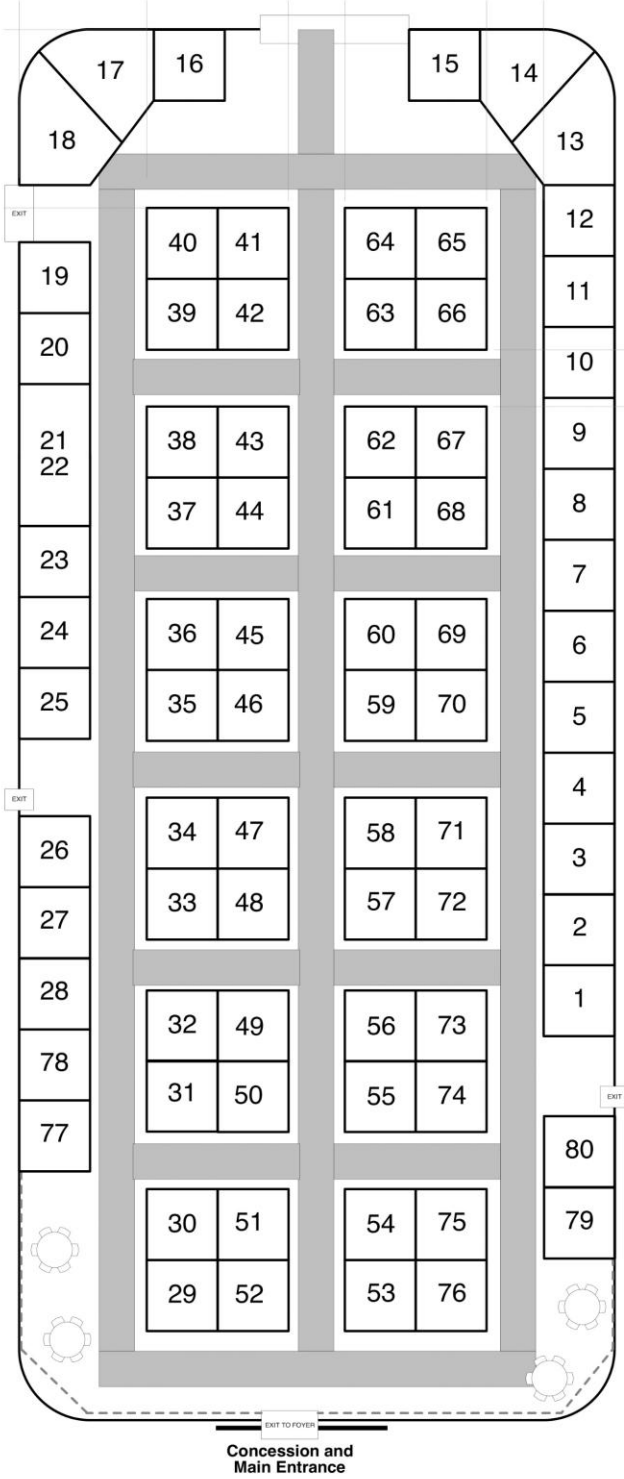 17 16 15 14
18 13
EXIT
12
40 41 64 65
19
11
39 42 63 66
20
10
38 43 62 67
9
21
22
37 44 61 68
8
23
7
36 45 60 69
24
6
35 46 59 70
25
5
4
EXIT
34 47 58 71
26
3
33 48 57 72
27
2
28
1
32 49 56 73
78
31 50 55 74
EXIT
77
80
30 51 54 75
79
29 52 53 76
EXIT TO FOYER
Concession and
Main Entrance